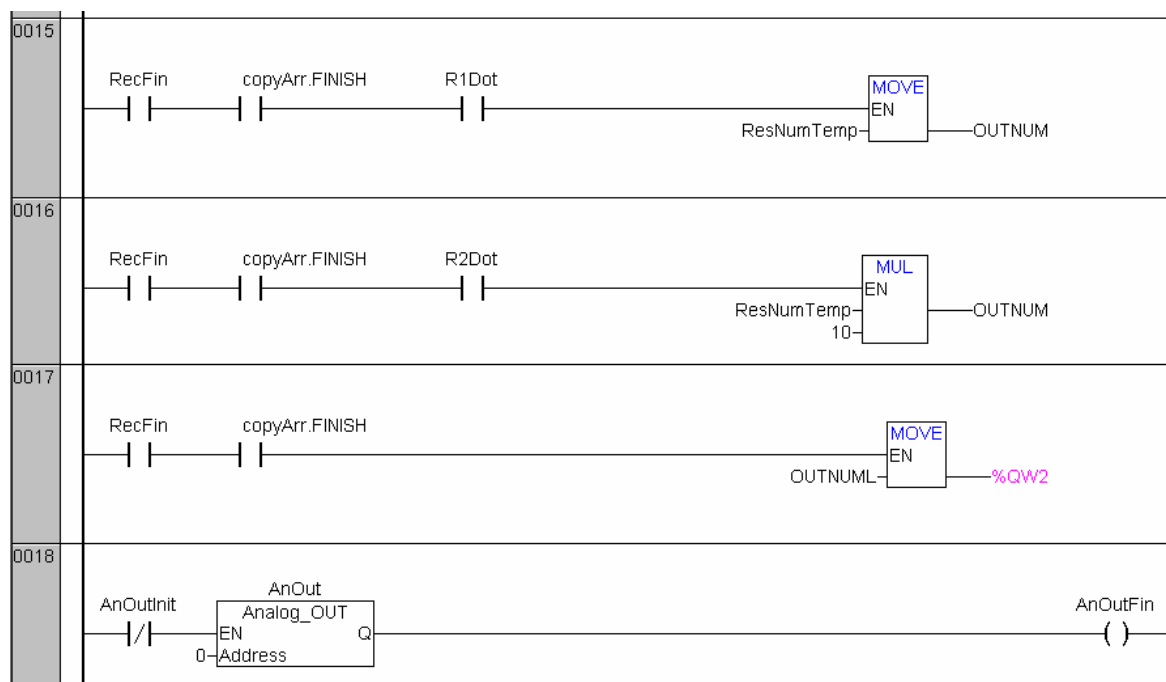 0015
RecFin copyArr.FINISH R1Dot
MOVE
EN
ResNumTemp OUTNUM
0016
RecFin copyArr.FINISH R2Dot
MUL
EN
ResNumTemp OUTNUM
10
0017
RecFin copyArr.FINISH
MOVE
EN
OUTNUML %QW2
0018
AnOut
AnOutInit Analog_OUT AnOutFin
EN Q
0 Address